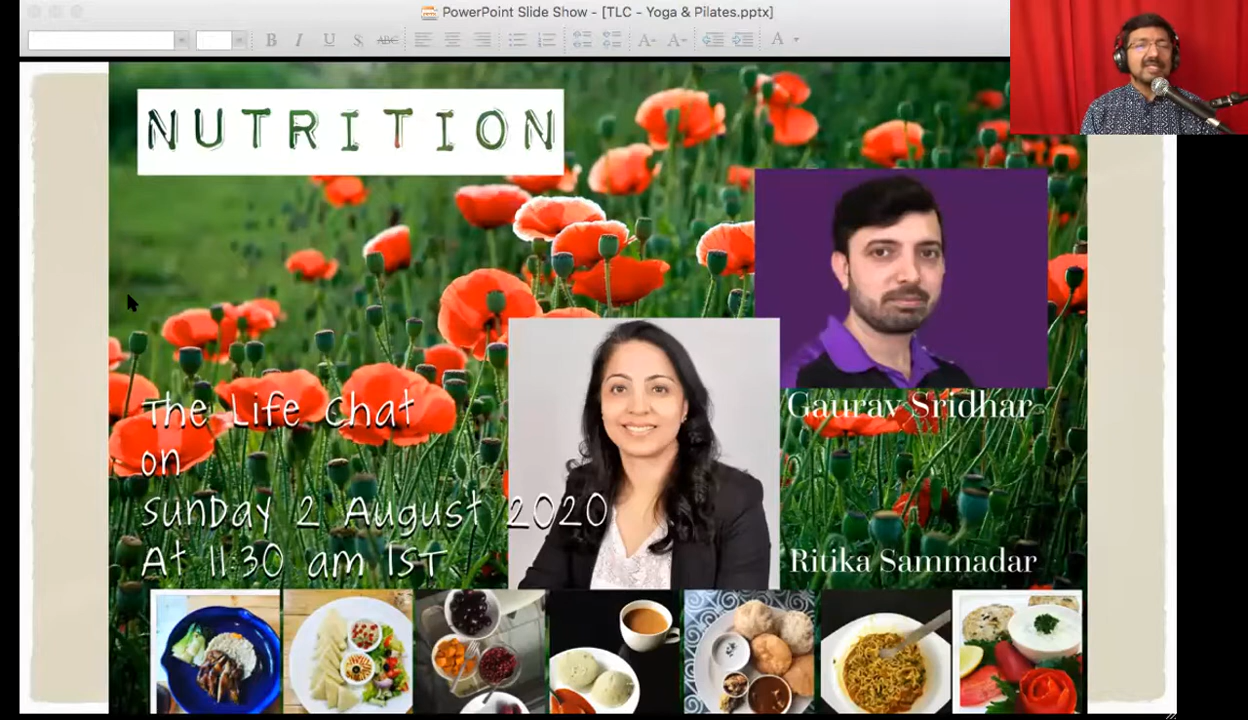 PowerPoint Slide Show - [TLC - Yoga & Pilates.pptx]
B I U S ABC A A A
NUTRITION
Gaurav Sridhar
The Life Chat
on
Sunday 2 August 2020
At 11:30 am IST
Ritika Sammadar